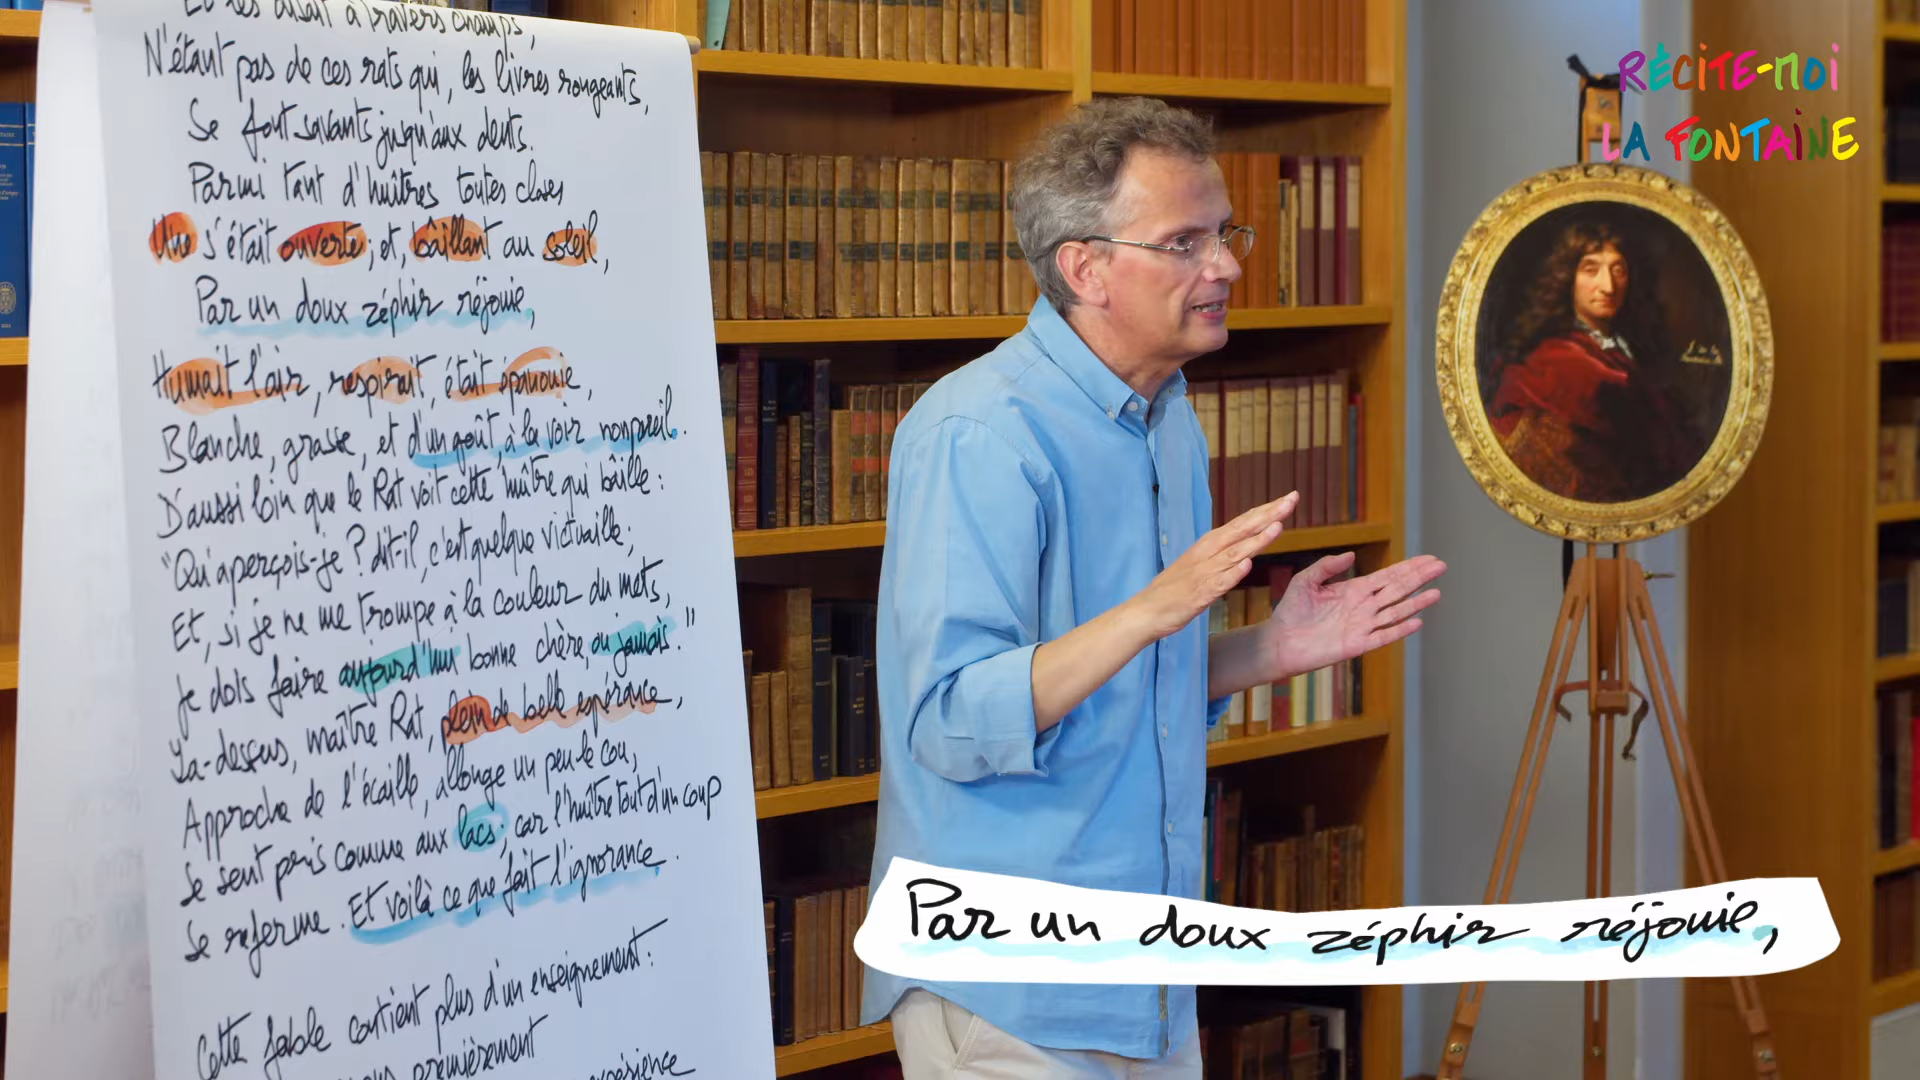 Et les disait à travers champs,
N'étant pas de ces rats qui, les livres rongeants,
Se font savants jusqu'aux dents.
Parmi tant d'huîtres toutes closes
Une s'était ouverte ; et, bâillant au soleil,
Par un doux zéphir réjouie,
Humait l'air, respirait, était épanouie,
Blanche, grasse, et d'un goût, à la voir nonpareil.
D'aussi loin que le Rat voit cette huître qui bâille :
"Qu'aperçois-je ? dit-il, c'est quelque victuaille ;
Et, si je ne me trompe à la couleur du mets,
Je dois faire aujourd'hui bonne chère, ou jamais."
Là-dessus, maître Rat, plein de belle espérance,
Approche de l'écaille, allonge un peu le cou,
Se sent pris comme aux lacs ; car l'huître tout d'un coup
Se referme. Et voilà ce que fait l'ignorance.
Cette fable contient plus d'un enseignement :
premièrement
expérience
RÉCITE-MOI
LA FONTAINE
Par un doux zéphir réjouie,